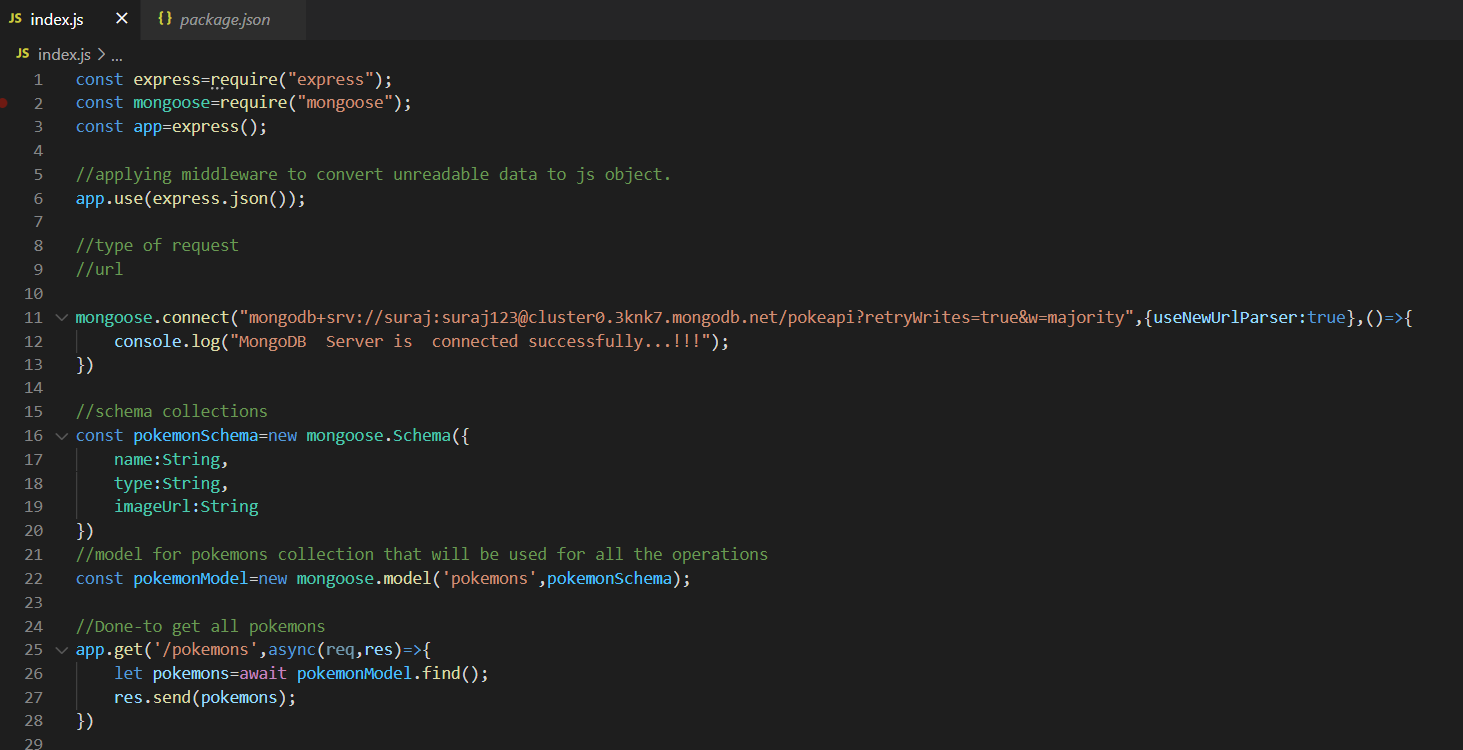 JS index.js × {} package.json
JS index.js > ...
1 const express=require("express");
2 const mongoose=require("mongoose");
3 const app=express();
4
5 //applying middleware to convert unreadable data to js object.
6 app.use(express.json());
7
8 //type of request
9 //url
10
11 mongoose.connect("mongodb+srv://suraj:suraj123@cluster0.3knk7.mongodb.net/pokeapi?retryWrites=true&w=majority",{useNewUrlParser:true},()=>{
12 console.log("MongoDB  Server is  connected successfully...!!!");
13 })
14
15 //schema collections
16 const pokemonSchema=new mongoose.Schema({
17 name:String,
18 type:String,
19 imageUrl:String
20 })
21 //model for pokemons collection that will be used for all the operations
22 const pokemonModel=new mongoose.model('pokemons',pokemonSchema);
23
24 //Done-to get all pokemons
25 app.get('/pokemons',async(req,res)=>{
26 let pokemons=await pokemonModel.find();
27 res.send(pokemons);
28 })
29